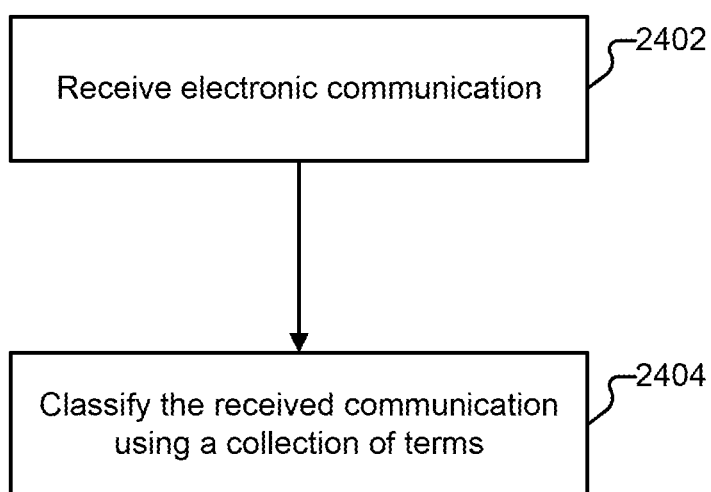 Receive electronic communication
2402
Classify the received communication
using a collection of terms
2404